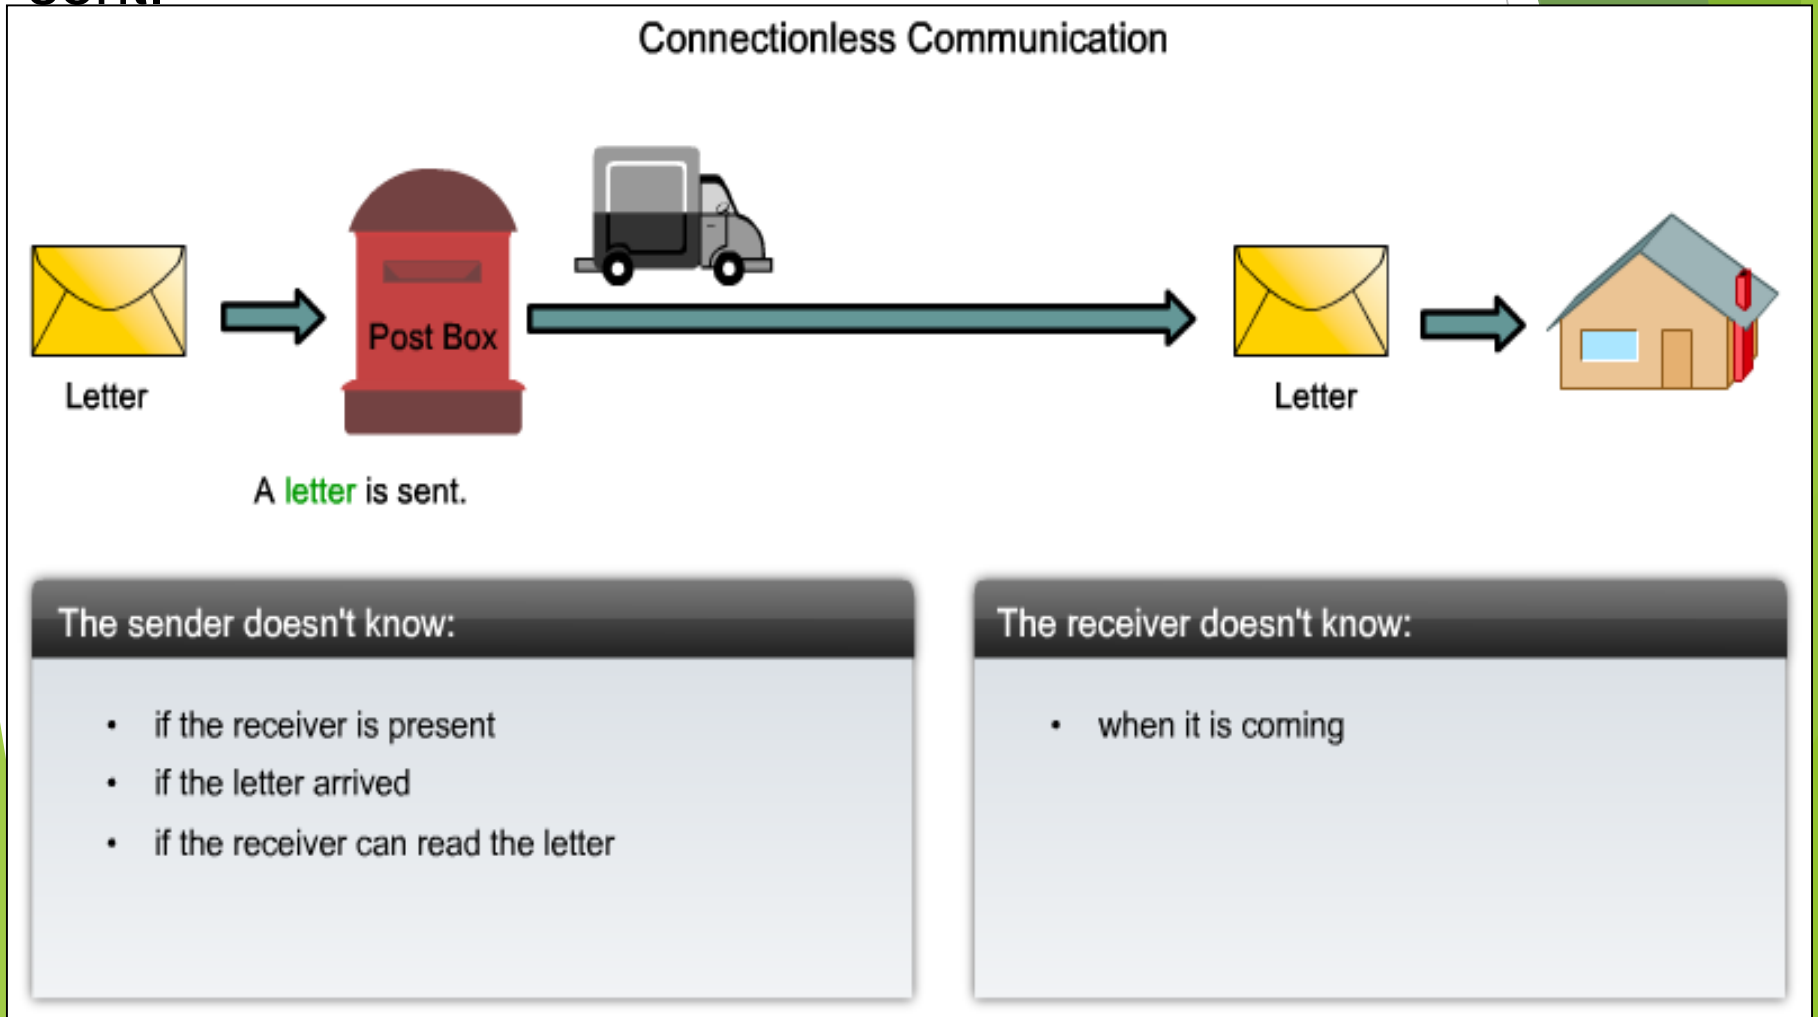 sent.
Connectionless Communication
Post Box
Letter
Letter
A letter is sent.
The sender doesn't know:
• if the receiver is present
• if the letter arrived
• if the receiver can read the letter
The receiver doesn't know:
• when it is coming